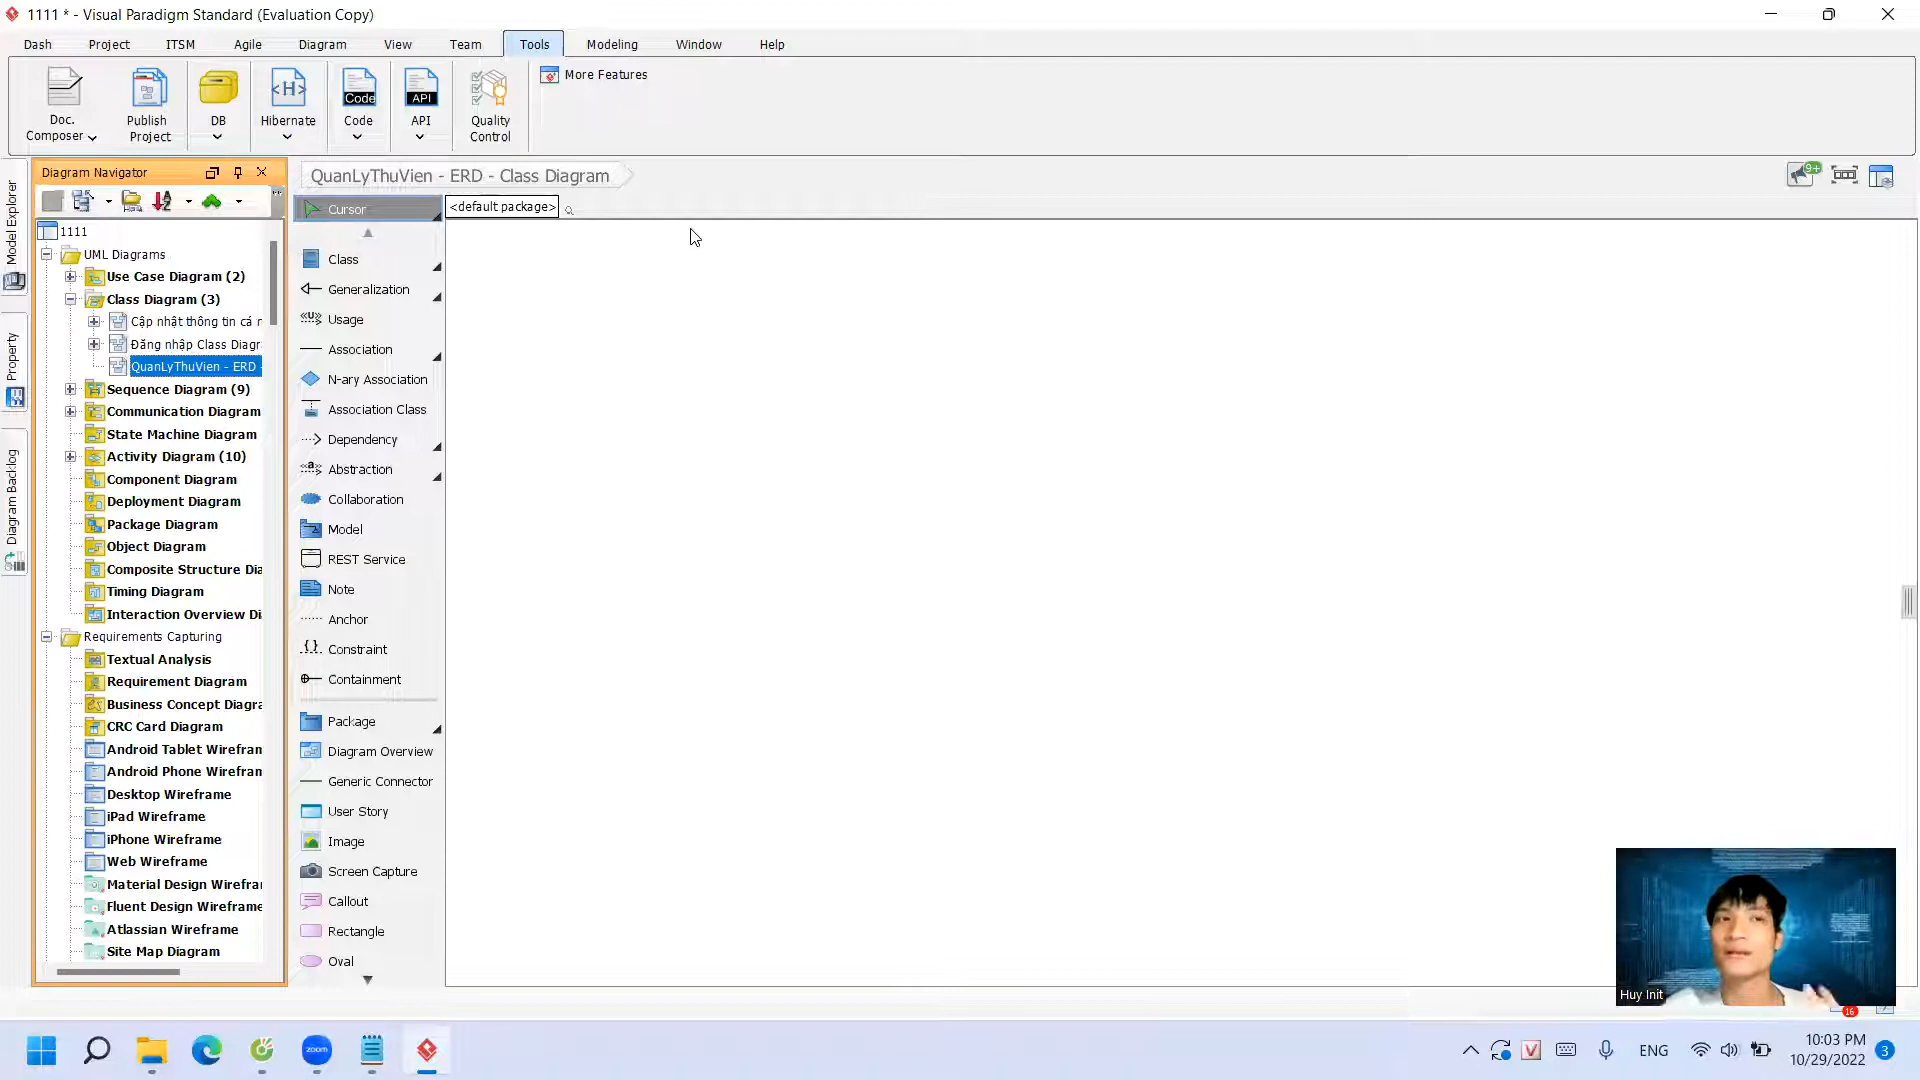 1111 * - Visual Paradigm Standard (Evaluation Copy)
Dash Project ITSM Agile Diagram View Team Tools Modeling Window Help
Doc. Composer
Publish Project
DB
Hibernate
Code
Code
API
API
Quality Control
More Features
Model Explorer
Property
Diagram Backlog
Diagram Navigator
1111
UML Diagrams
Use Case Diagram (2)
Class Diagram (3)
Cập nhật thông tin cá
Đăng nhập Class Diagr
QuanLyThuVien - ERD -
Sequence Diagram (9)
Communication Diagram
State Machine Diagram
Activity Diagram (10)
Component Diagram
Deployment Diagram
Package Diagram
Object Diagram
Composite Structure Dia
Timing Diagram
Interaction Overview Di
Requirements Capturing
Textual Analysis
Requirement Diagram
Business Concept Diagra
CRC Card Diagram
Android Tablet Wirefran
Android Phone Wirefran
Desktop Wireframe
iPad Wireframe
iPhone Wireframe
Web Wireframe
Material Design Wirefrar
Fluent Design Wireframe
Atlassian Wireframe
Site Map Diagram
QuanLyThuVien - ERD - Class Diagram
9+
<default package>
Cursor
Class
Generalization
Usage
Association
N-ary Association
Association Class
Dependency
Abstraction
Collaboration
Model
REST Service
Note
Anchor
Constraint
Containment
Package
Diagram Overview
Generic Connector
User Story
Image
Screen Capture
Callout
Rectangle
Oval
Huy Init
16
zoom
V
ENG
10:03 PM
10/29/2022
3